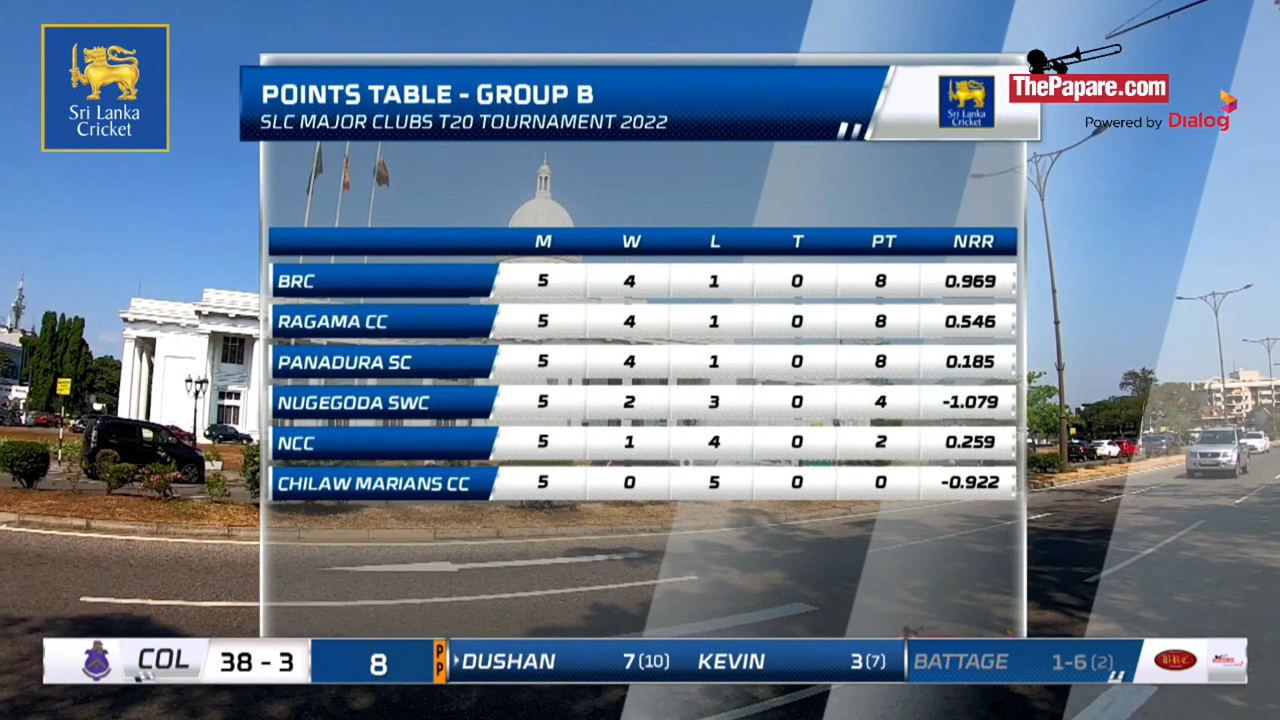 Sri Lanka
Cricket
POINTS TABLE - GROUP B
SLC MAJOR CLUBS T20 TOURNAMENT 2022
Sri Lanka
Cricket
ThePapare.com
Powered by Dialog
M W L T PT NRR
BRC 5 4 1 0 8 0.969
RAGAMA CC 5 4 1 0 8 0.546
PANADURA SC 5 4 1 0 8 0.185
NUGEGODA SWC 5 2 3 0 4 -1.079
NCC 5 1 4 0 2 0.259
CHILAW MARIANS CC 5 0 5 0 0 -0.922
COL 38 - 3 8 PP DUSHAN 7 (10) KEVIN 3 (7) BATTAGE 1-6 (2) BRC